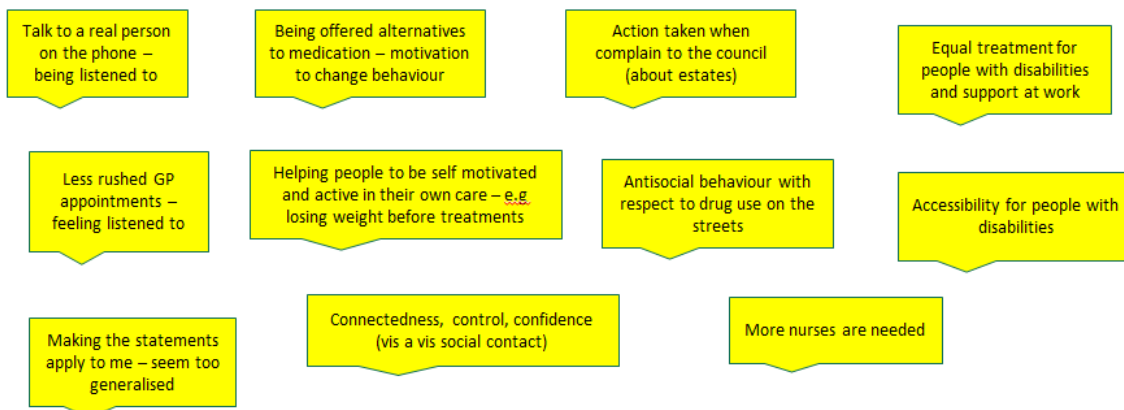 Talk to a real person
on the phone –
being listened to
Being offered alternatives
to medication – motivation
to change behaviour
Action taken when
complain to the council
(about estates)
Equal treatment for
people with disabilities
and support at work
Less rushed GP
appointments –
feeling listened to
Helping people to be self motivated
and active in their own care – e.g
losing weight before treatments
Antisocial behaviour with
respect to drug use on the
streets
Accessibility for people with
disabilities
Making the statements
apply to me – seem too
generalised
Connectedness, control, confidence
(vis a vis social contact)
More nurses are needed